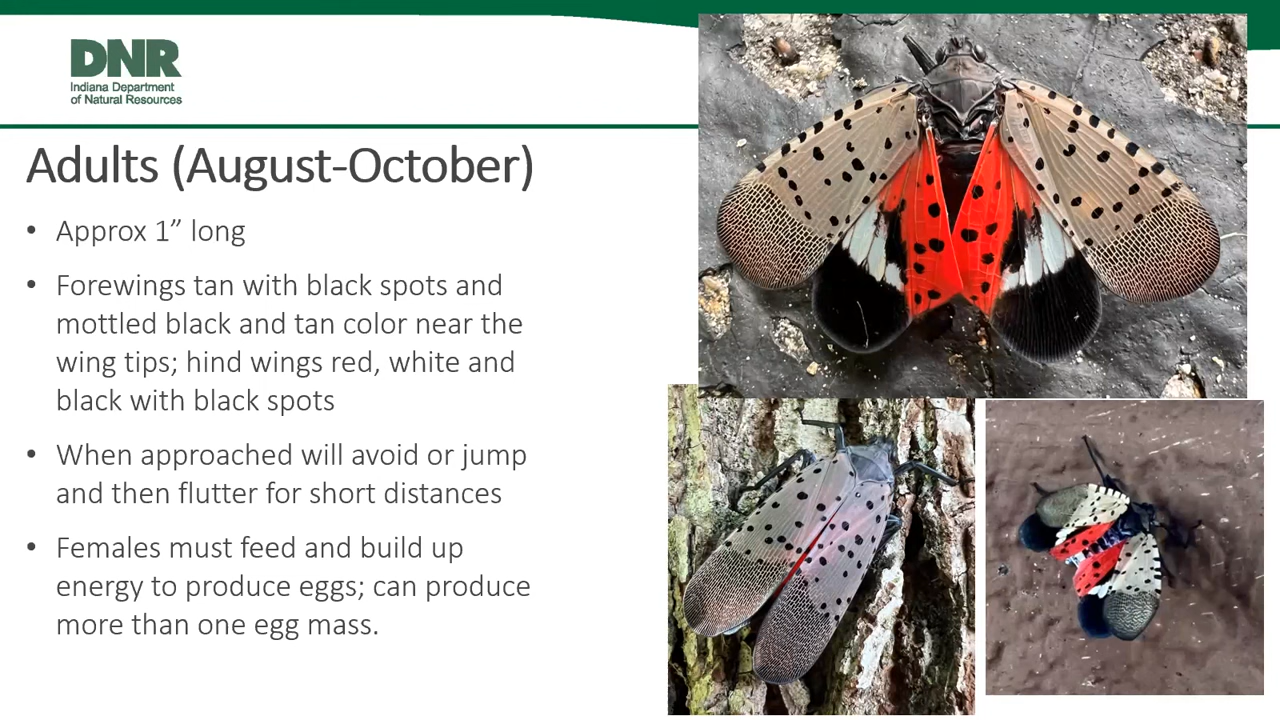 DNR
Indiana Department
of Natural Resources
Adults (August-October)
• Approx 1” long
• Forewings tan with black spots and
mottled black and tan color near the
wing tips; hind wings red, white and
black with black spots
• When approached will avoid or jump
and then flutter for short distances
• Females must feed and build up
energy to produce eggs; can produce
more than one egg mass.